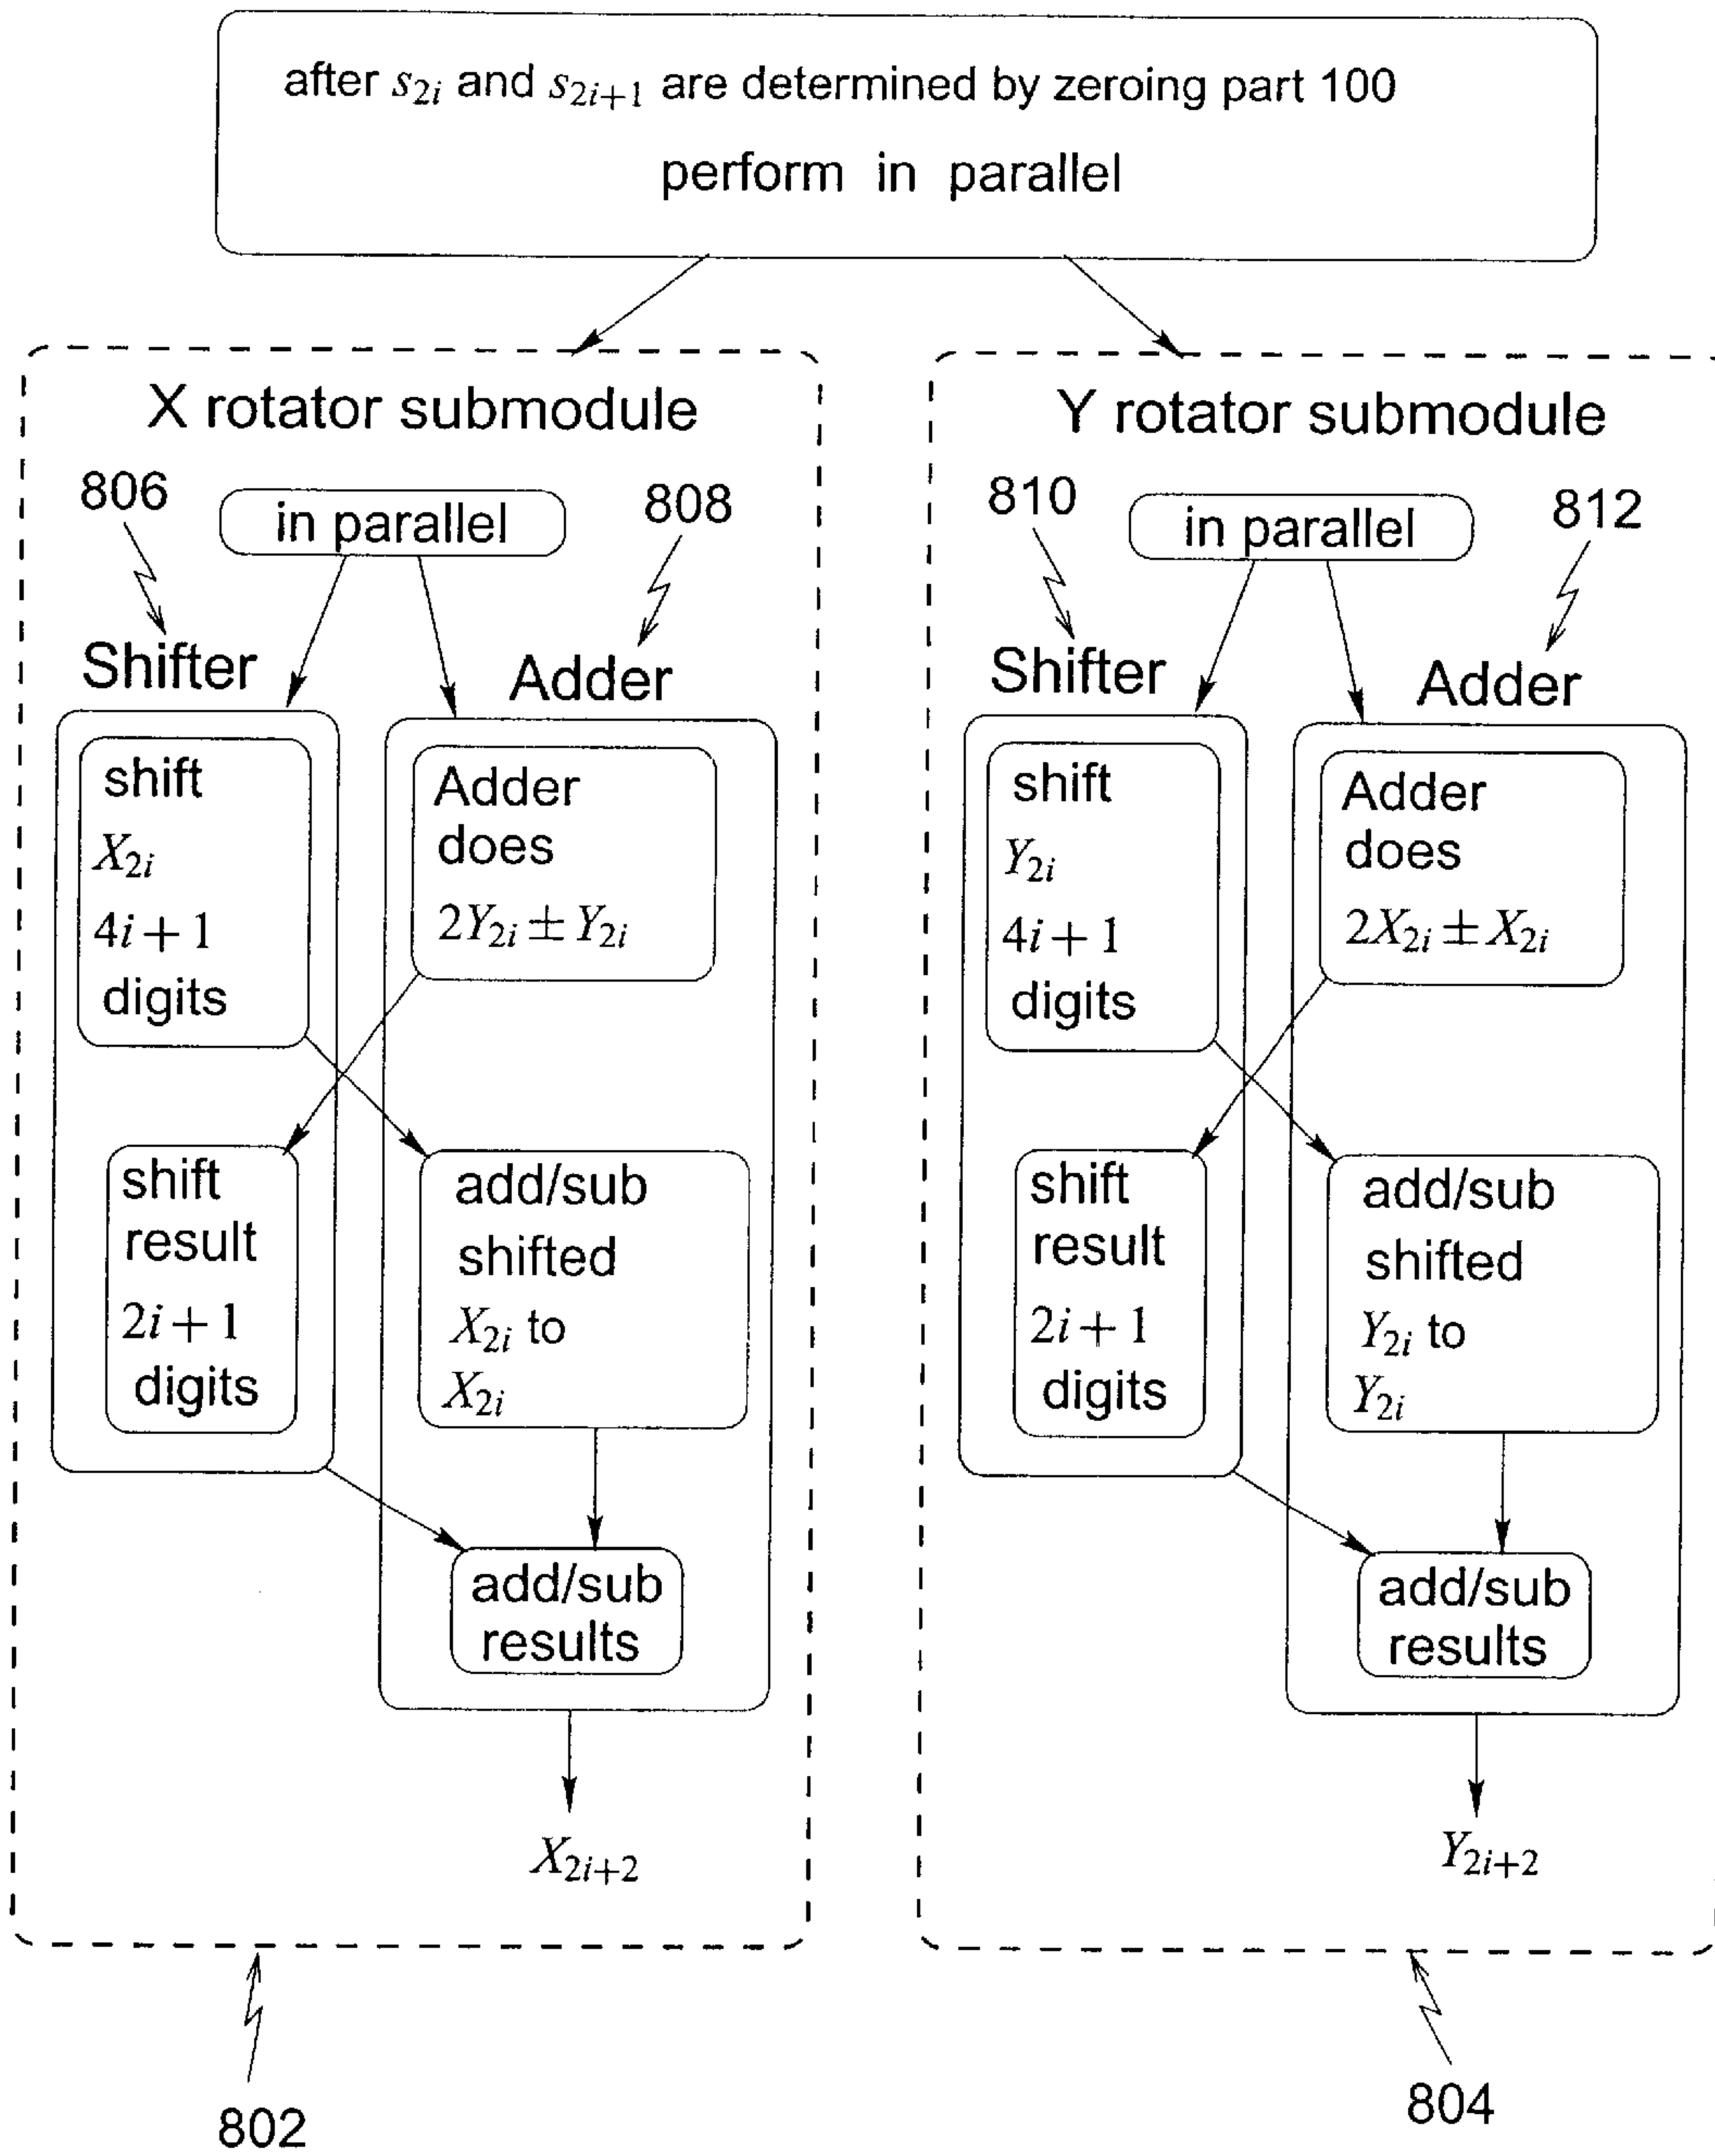 after s₂ᵢ and s₂ᵢ₊₁ are determined by zeroing part 100
perform in parallel
X rotator submodule
806
in parallel
808
Shifter
Adder
shift
X₂ᵢ
4i + 1
digits
Adder
does
2Y₂ᵢ ± Y₂ᵢ
shift
result
2i + 1
digits
add/sub
shifted
X₂ᵢ to
X₂ᵢ
add/sub
results
X₂ᵢ₊₂
802
Y rotator submodule
810
in parallel
812
Shifter
Adder
shift
Y₂ᵢ
4i + 1
digits
Adder
does
2X₂ᵢ ± X₂ᵢ
shift
result
2i + 1
digits
add/sub
shifted
Y₂ᵢ to
Y₂ᵢ
add/sub
results
Y₂ᵢ₊₂
804